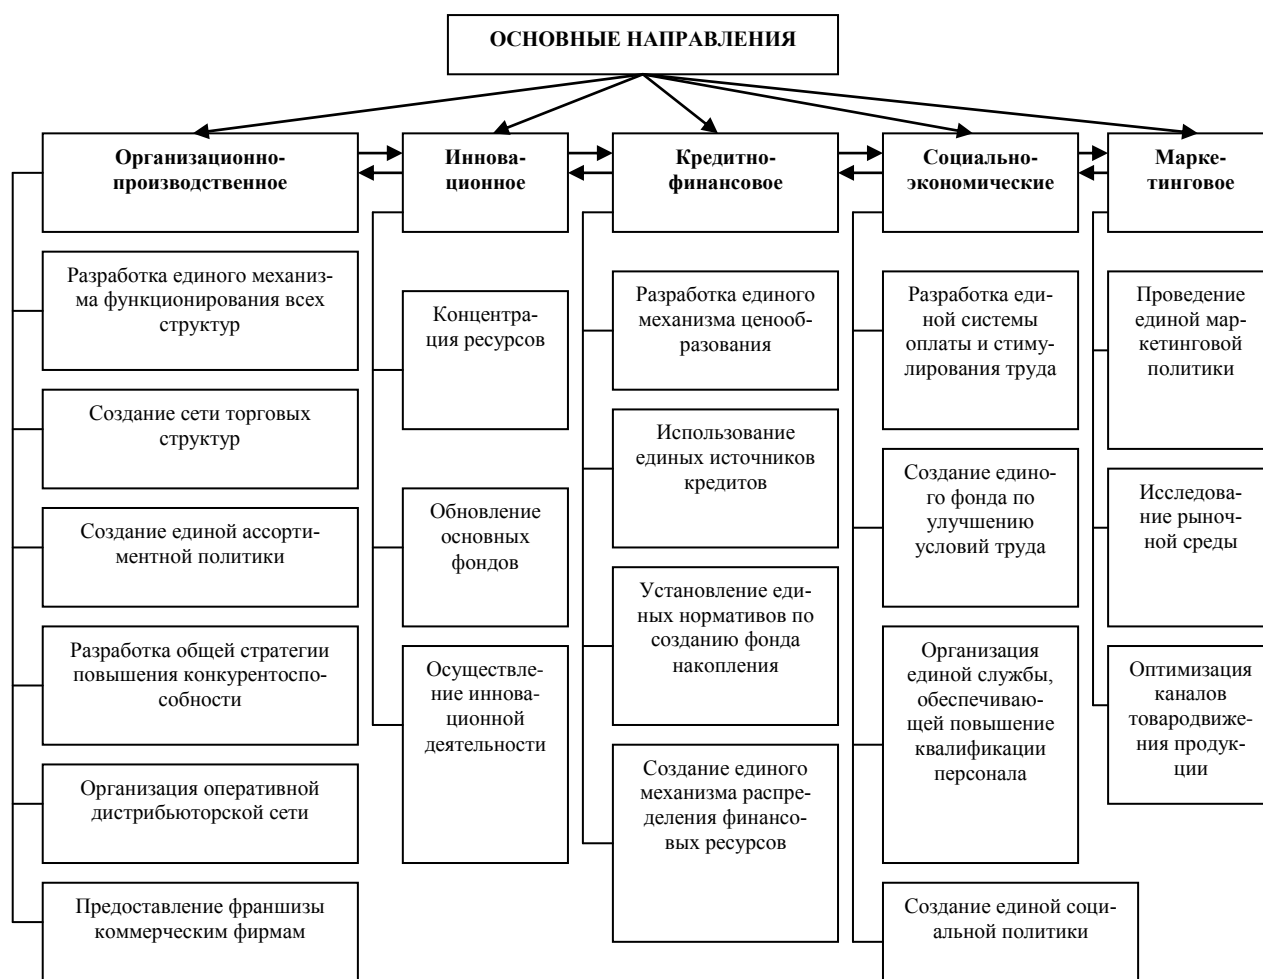 ОСНОВНЫЕ НАПРАВЛЕНИЯ
Организационно-
производственное
Иннова-
ционное
Кредитно-
финансовое
Социально-
экономические
Марке-
тинговое
Разработка единого механиз-
ма функционирования всех
структур
Создание сети торговых
структур
Создание единой ассорти-
ментной политики
Разработка общей стратегии
повышения конкурентоспо-
собности
Организация оперативной
дистрибьюторской сети
Предоставление франшизы
коммерческим фирмам
Концентра-
ция ресурсов
Обновление
основных
фондов
Осуществле-
ние иннова-
ционной
деятельности
Разработка единого
механизма ценооб-
разования
Использование
единых источников
кредитов
Установление еди-
ных нормативов по
созданию фонда
накопления
Создание единого
механизма распре-
деления финансо-
вых ресурсов
Разработка еди-
ной системы
оплаты и стиму-
лирования труда
Создание едино-
го фонда по
улучшению
условий труда
Организация
единой службы,
обеспечиваю-
щей повышение
квалификации
персонала
Создание единой соци-
альной политики
Проведение
единой мар-
кетинговой
политики
Исследова-
ние рыноч-
ной среды
Оптимизация
каналов
товародвиже-
ния продук-
ции